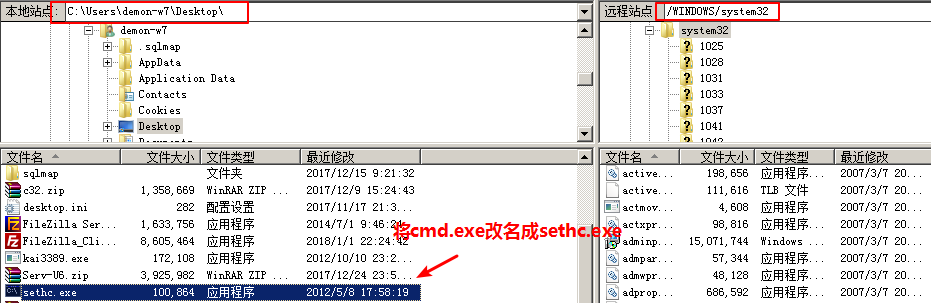 本地站点: C:\Users\demon-w7\Desktop\
demon-w7
.sqlmap
AppData
Application Data
Contacts
Cookies
Desktop
远程站点: /WINDOWS/system32
system32
1025
1028
1031
1033
1037
1041
文件名 文件大小 文件类型 最近修改
sqlmap 文件夹 2017/12/15 9:21:32
c32.zip 1,358,669 WinRAR ZIP ... 2017/12/9 15:24:43
desktop.ini 282 配置设置 2017/11/17 21:3...
FileZilla Ser... 1,633,756 应用程序 2014/7/1 9:46:24
FileZilla_Cli... 8,605,464 应用程序 2018/1/1 22:24:42
kai3389.exe 172,108 应用程序 2012/10/10 23:2...
Serv-U6.zip 3,925,982 WinRAR ZIP ... 2017/12/24 23:5...
sethc.exe 100,864 应用程序 2012/5/8 17:58:19
将cmd.exe改名成sethc.exe
文件名 文件大小 文件类型 最近修改
active... 198,656 应用程序... 2007/3/7 20...
active... 111,616 TLB 文件 2007/3/7 20...
actmov... 4,608 应用程序 2007/3/7 20...
actxpr... 98,816 应用程序... 2007/3/7 20...
adminp... 15,071,744 Windows ... 2007/3/7 20...
admpar... 57,344 应用程序... 2007/3/7 20...
admwpr... 48,128 应用程序... 2007/3/7 20...
adprop... 686,592 应用程序... 2007/3/7 20...